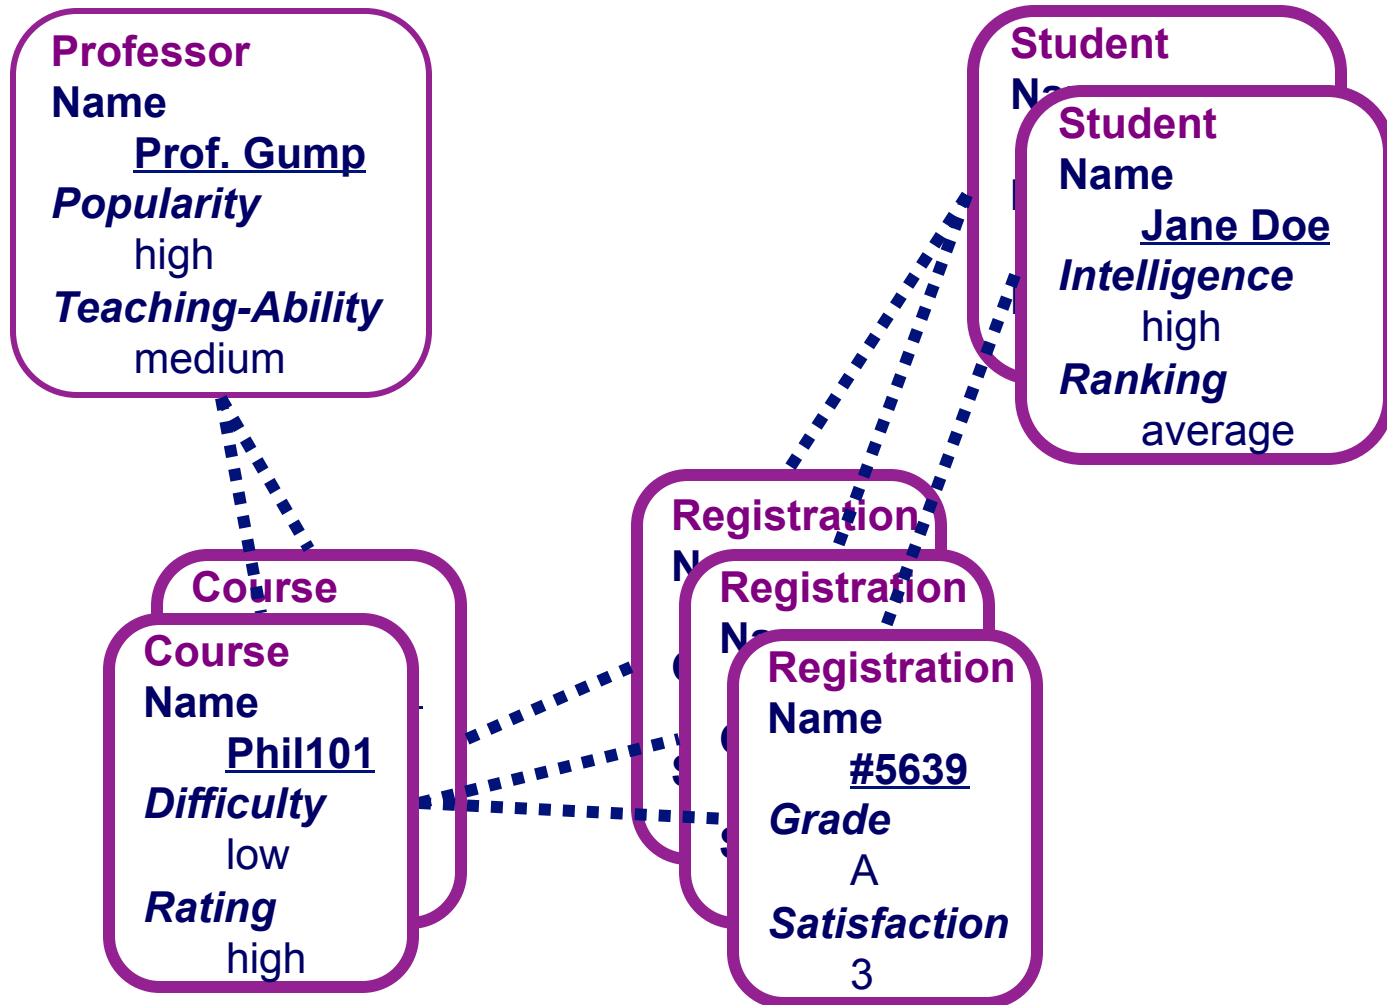 Professor
Name
Prof. Gump
Popularity
high
Teaching-Ability
medium
Student
Student
Name
Jane Doe
Intelligence
high
Ranking
average
Course
Course
Name
Phil101
Difficulty
low
Rating
high
Registration
Registration
Registration
Name
#5639
Grade
A
Satisfaction
3